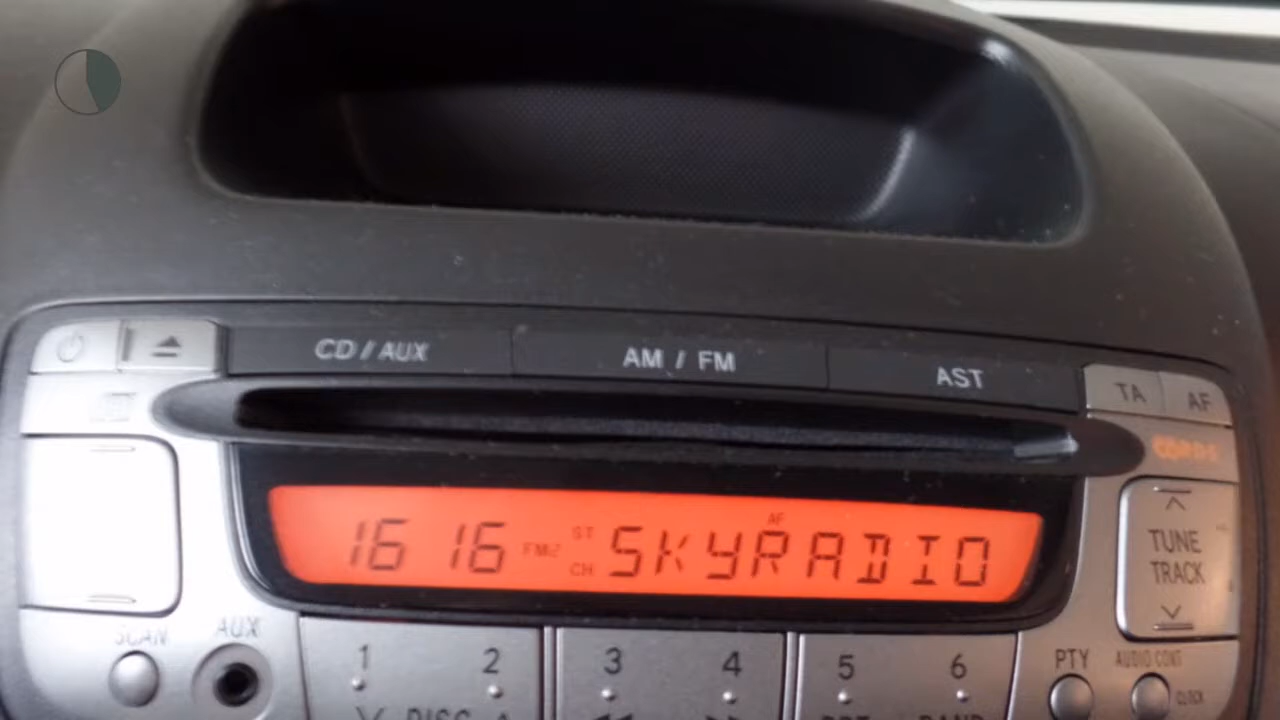 CD / AUX AM / FM AST TA AF
16 16 FM2 ST CH AF SKYRADIO
TUNE
TRACK
SCAN AUX 1 2 3 4 5 6 PTY AUDIO CONT
CLOCK
DISC